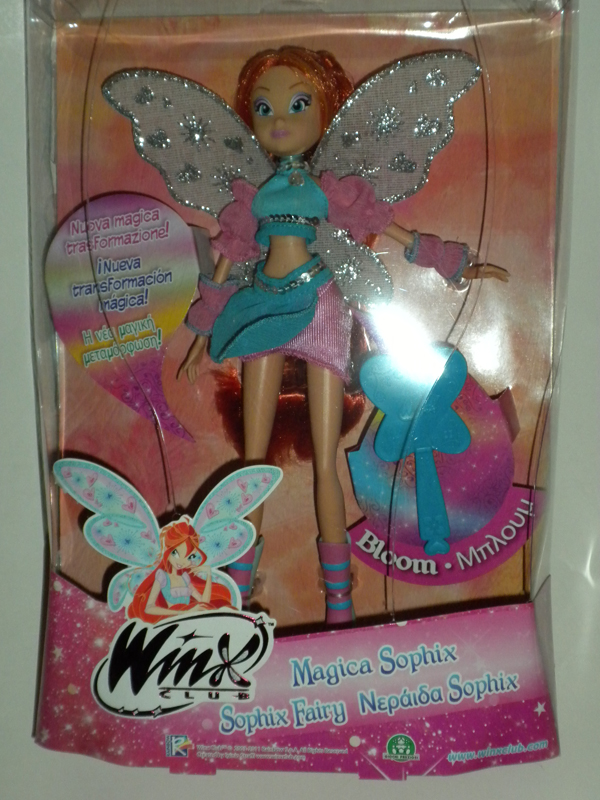 Nuova magica
trasformazione!
¡Nueva
transformación
mágica!
Η νέα μαγική
μεταμόρφωση!
Bloom • Μπλουμ
Winx
CLUB
Magica Sophix
Sophix Fairy Νεράιδα Sophix
www.winxclub.com